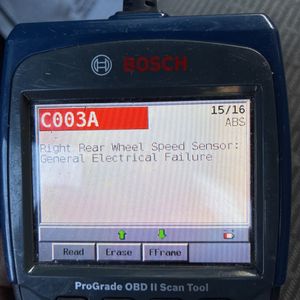 BOSCH
C003A
15/16
ABS
Right Rear Wheel Speed Sensor:
General Electrical Failure
Read Erase FFrame
ProGrade OBD II Scan Tool